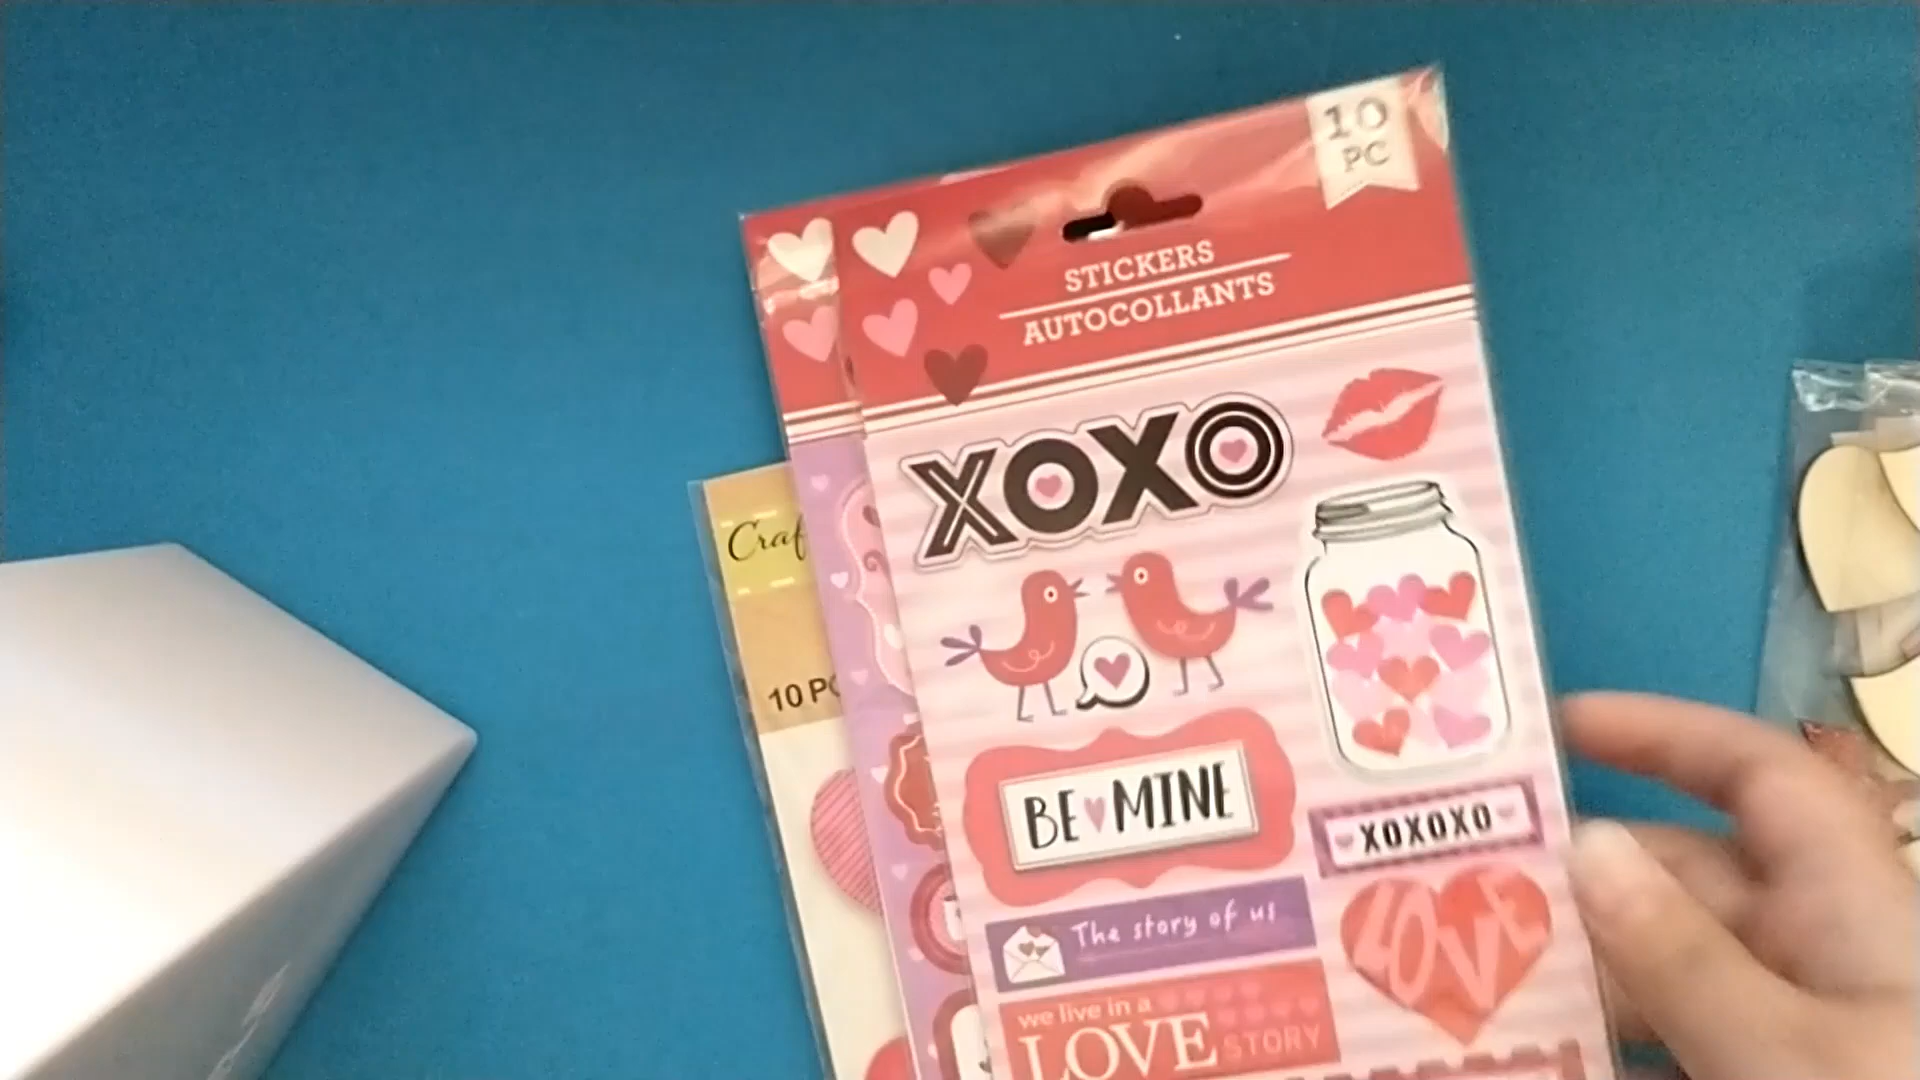 10
PC
STICKERS
AUTOCOLLANTS
XOXO
BE MINE
XOXOXO
The story of us
LOVE
we live in a
LOVE STORY
10 PC